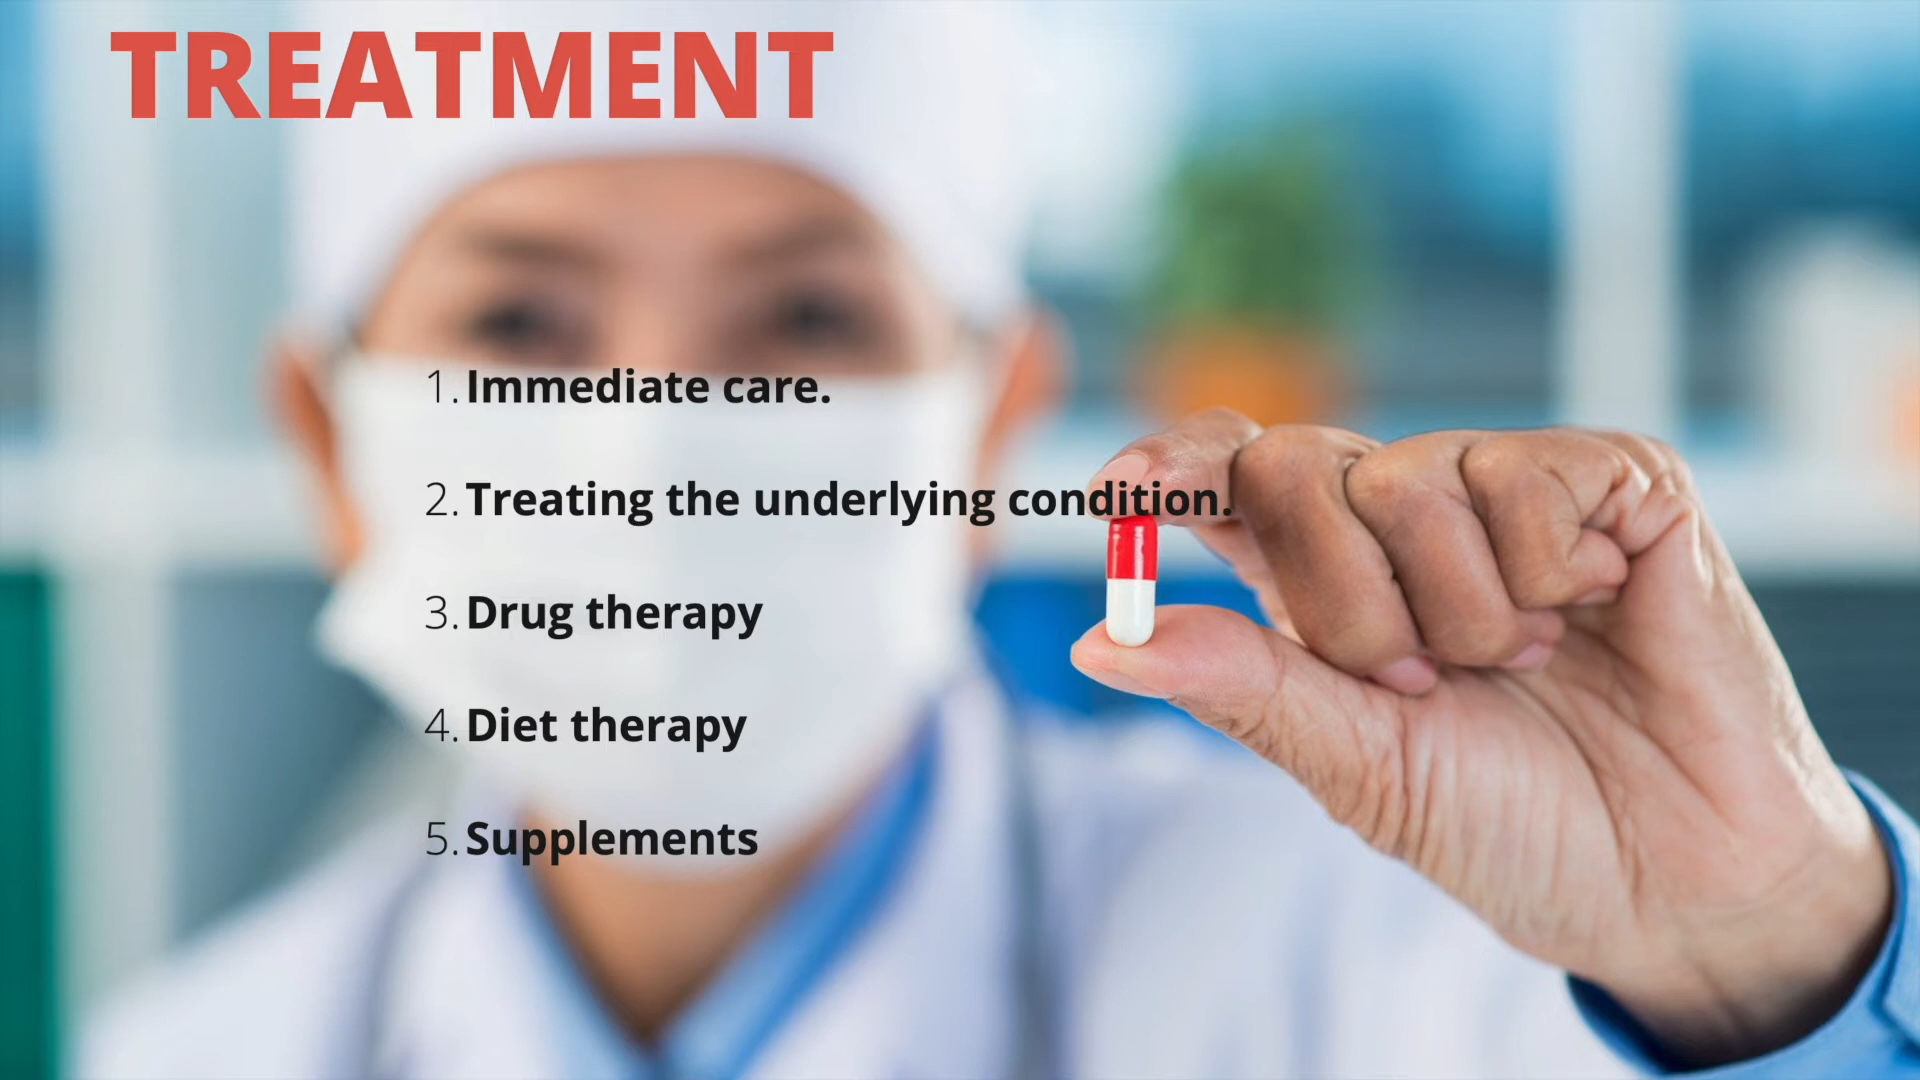 TREATMENT
1. Immediate care.
2. Treating the underlying condition.
3. Drug therapy
4. Diet therapy
5. Supplements